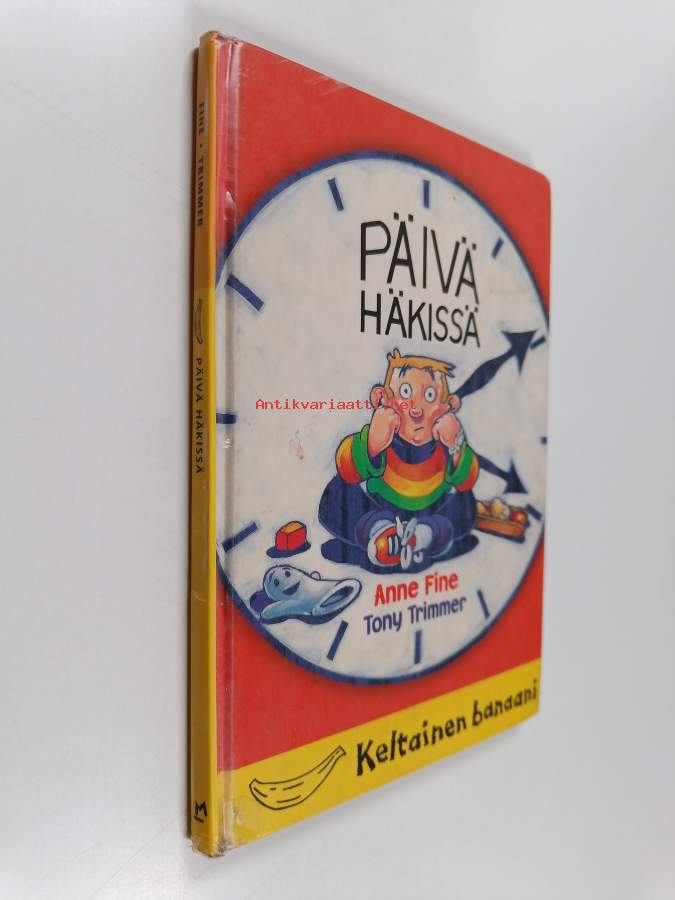 FINE • TRIMMER
PÄIVÄ HÄKISSÄ
M
PÄIVÄ
HÄKISSÄ
Antikvariaatti.net
Anne Fine
Tony Trimmer
Keltainen banaani